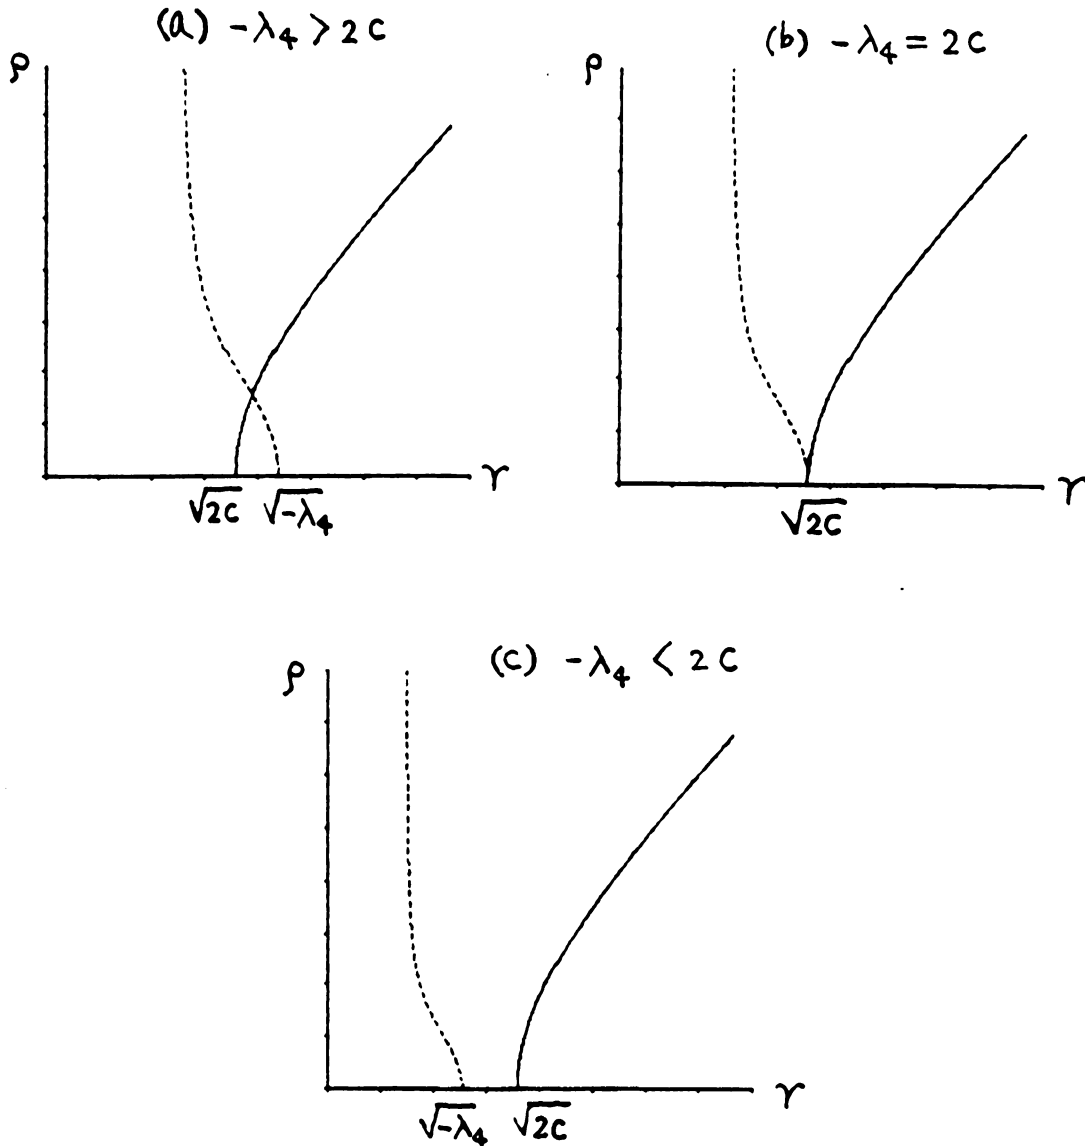 (a) -λ₄ > 2C
ρ
√2C √-λ₄
γ
(b) -λ₄ = 2C
ρ
√2C
γ
(c) -λ₄ < 2C
ρ
√-λ₄ √2C
γ